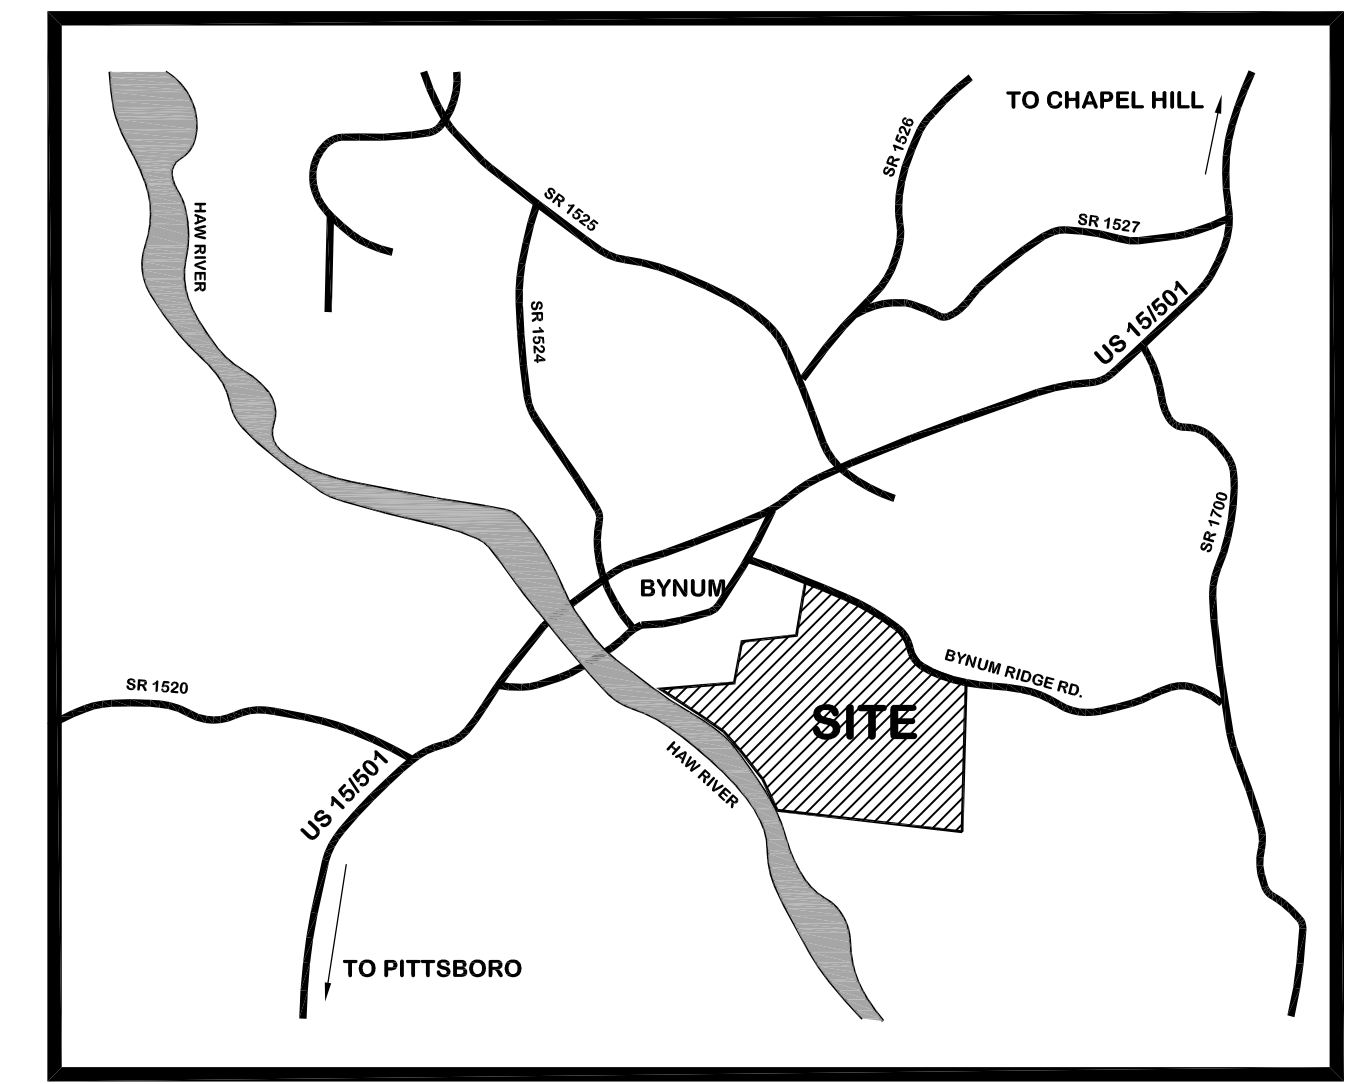 TO CHAPEL HILL
SR 1526
SR 1525
SR 1527
HAW RIVER
US 15/501
SR 1524
SR 1700
BYNUM
BYNUM RIDGE RD.
SR 1520
SITE
HAW RIVER
US 15/501
TO PITTSBORO